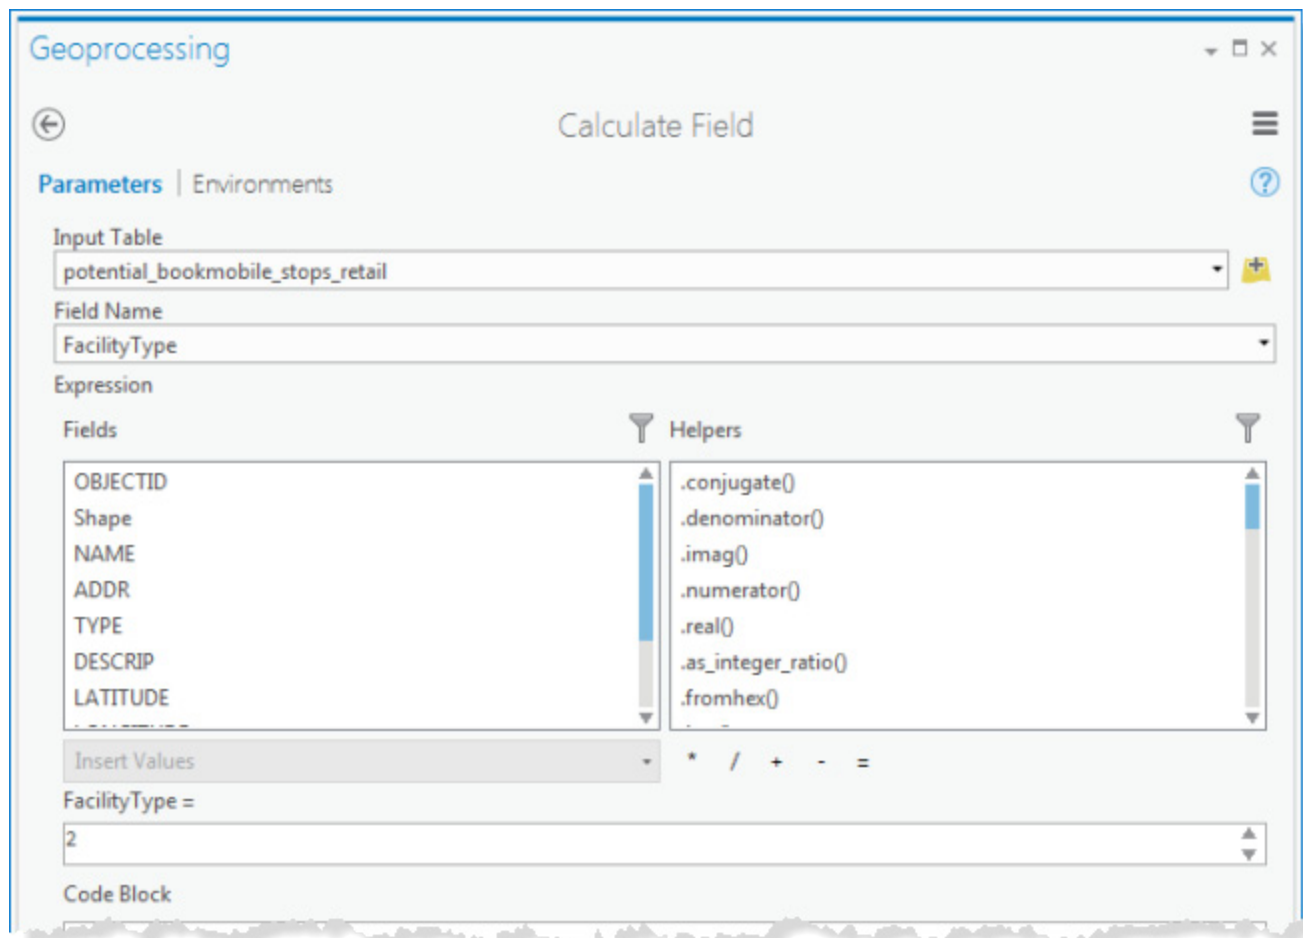 Geoprocessing
Calculate Field
Parameters | Environments
Input Table
potential_bookmobile_stops_retail
Field Name
FacilityType
Expression
Fields
Helpers
OBJECTID
Shape
NAME
ADDR
TYPE
DESCRIP
LATITUDE
.conjugate()
.denominator()
.imag()
.numerator()
.real()
.as_integer_ratio()
.fromhex()
Insert Values
* / + - =
FacilityType =
2
Code Block